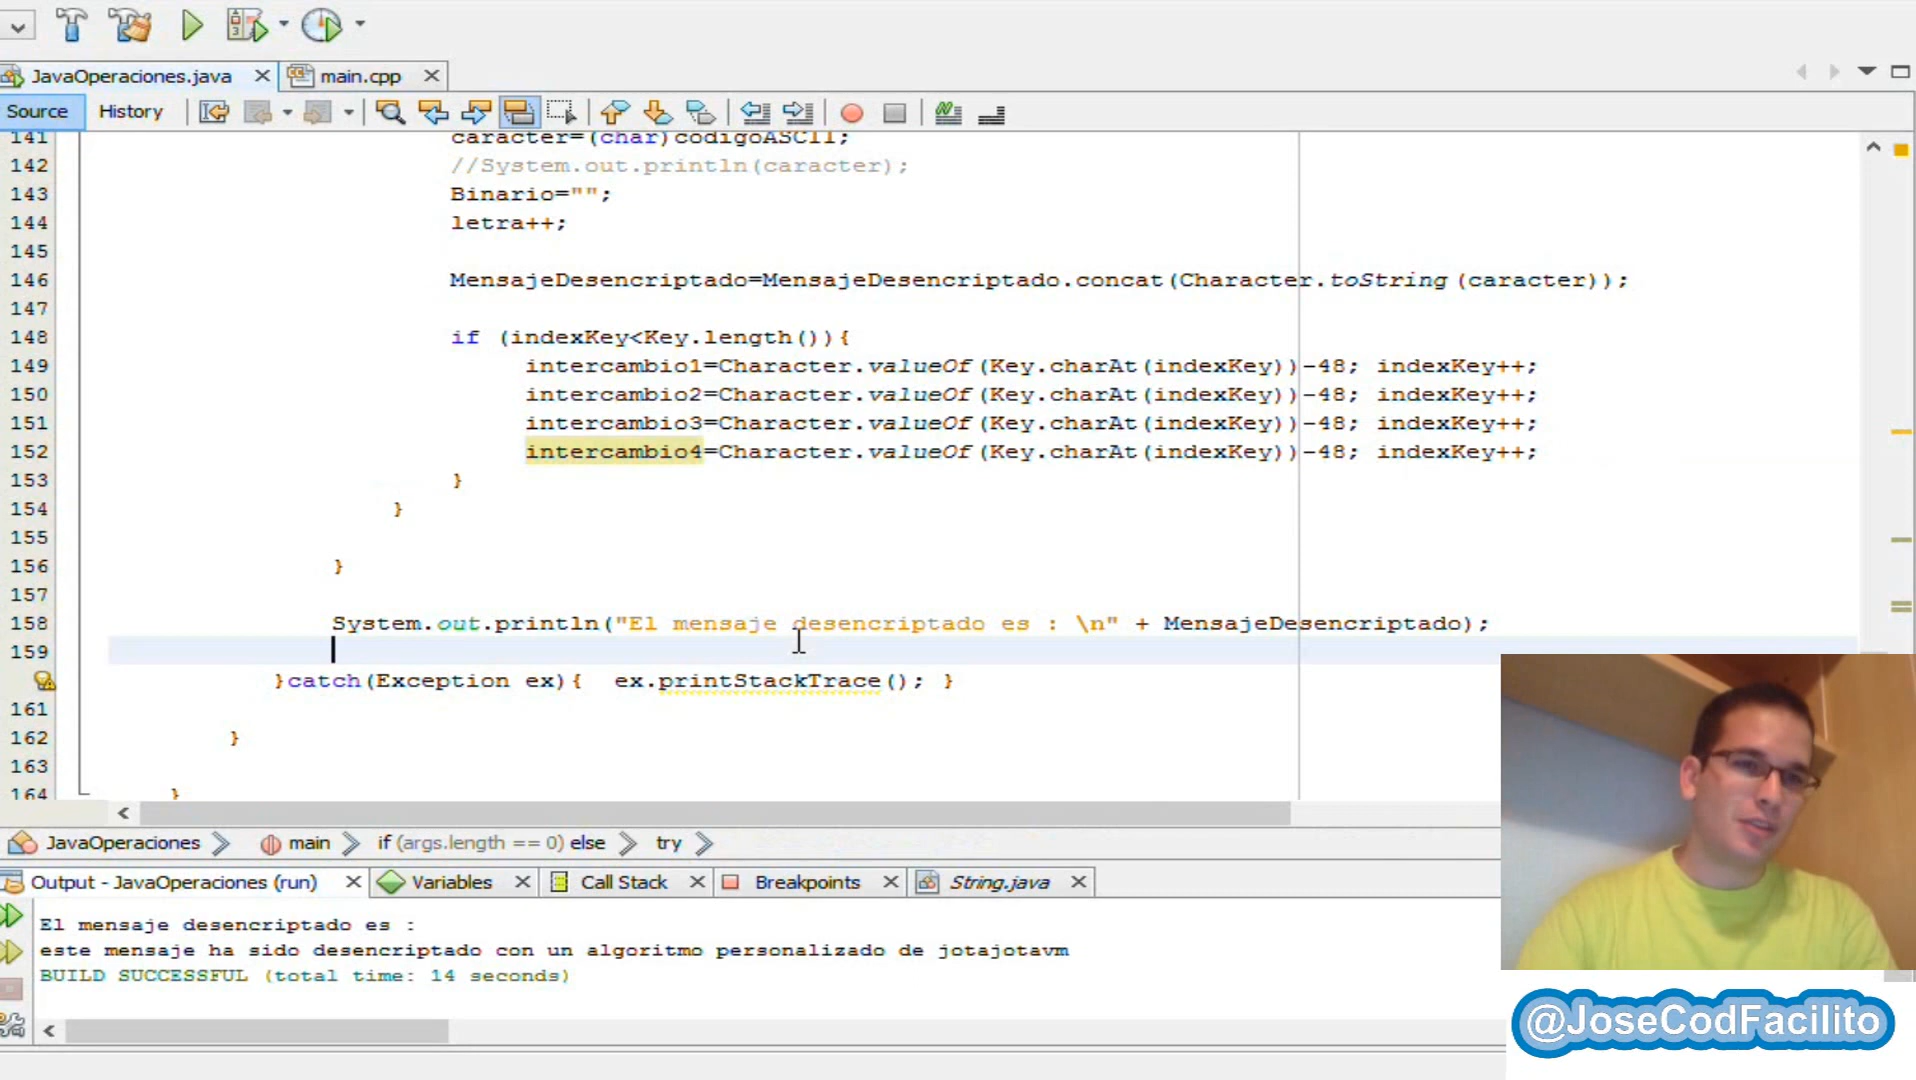 JavaOperaciones.java main.cpp
Source History
141 caracter=(char)codigoASCII;
142 //System.out.println(caracter);
143 Binario="";
144 letra++;
145
146 MensajeDesencriptado=MensajeDesencriptado.concat(Character.toString(caracter));
147
148 if (indexKey<Key.length()){
149 intercambio1=Character.valueOf(Key.charAt(indexKey))-48; indexKey++;
150 intercambio2=Character.valueOf(Key.charAt(indexKey))-48; indexKey++;
151 intercambio3=Character.valueOf(Key.charAt(indexKey))-48; indexKey++;
152 intercambio4=Character.valueOf(Key.charAt(indexKey))-48; indexKey++;
153 }
154 }
155
156 }
157
158 System.out.println("El mensaje desencriptado es : \n" + MensajeDesencriptado);
159
}catch(Exception ex){ ex.printStackTrace(); }
161
162 }
163
164 }
JavaOperaciones main if (args.length == 0) else try
Output - JavaOperaciones (run) Variables Call Stack Breakpoints String.java
El mensaje desencriptado es :
este mensaje ha sido desencriptado con un algoritmo personalizado de jotajotavm
BUILD SUCCESSFUL (total time: 14 seconds)
@JoseCodFacilito